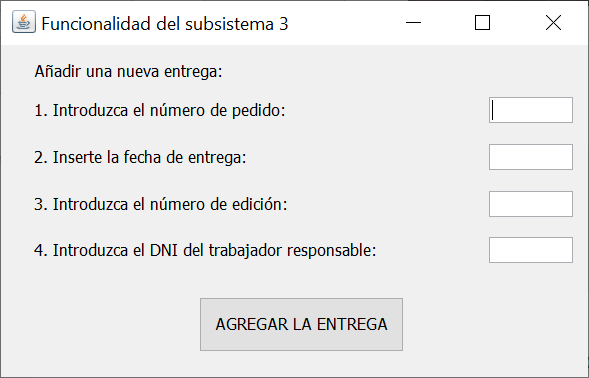 Funcionalidad del subsistema 3
Añadir una nueva entrega:
1. Introduzca el número de pedido:
2. Inserte la fecha de entrega:
3. Introduzca el número de edición:
4. Introduzca el DNI del trabajador responsable:
AGREGAR LA ENTREGA